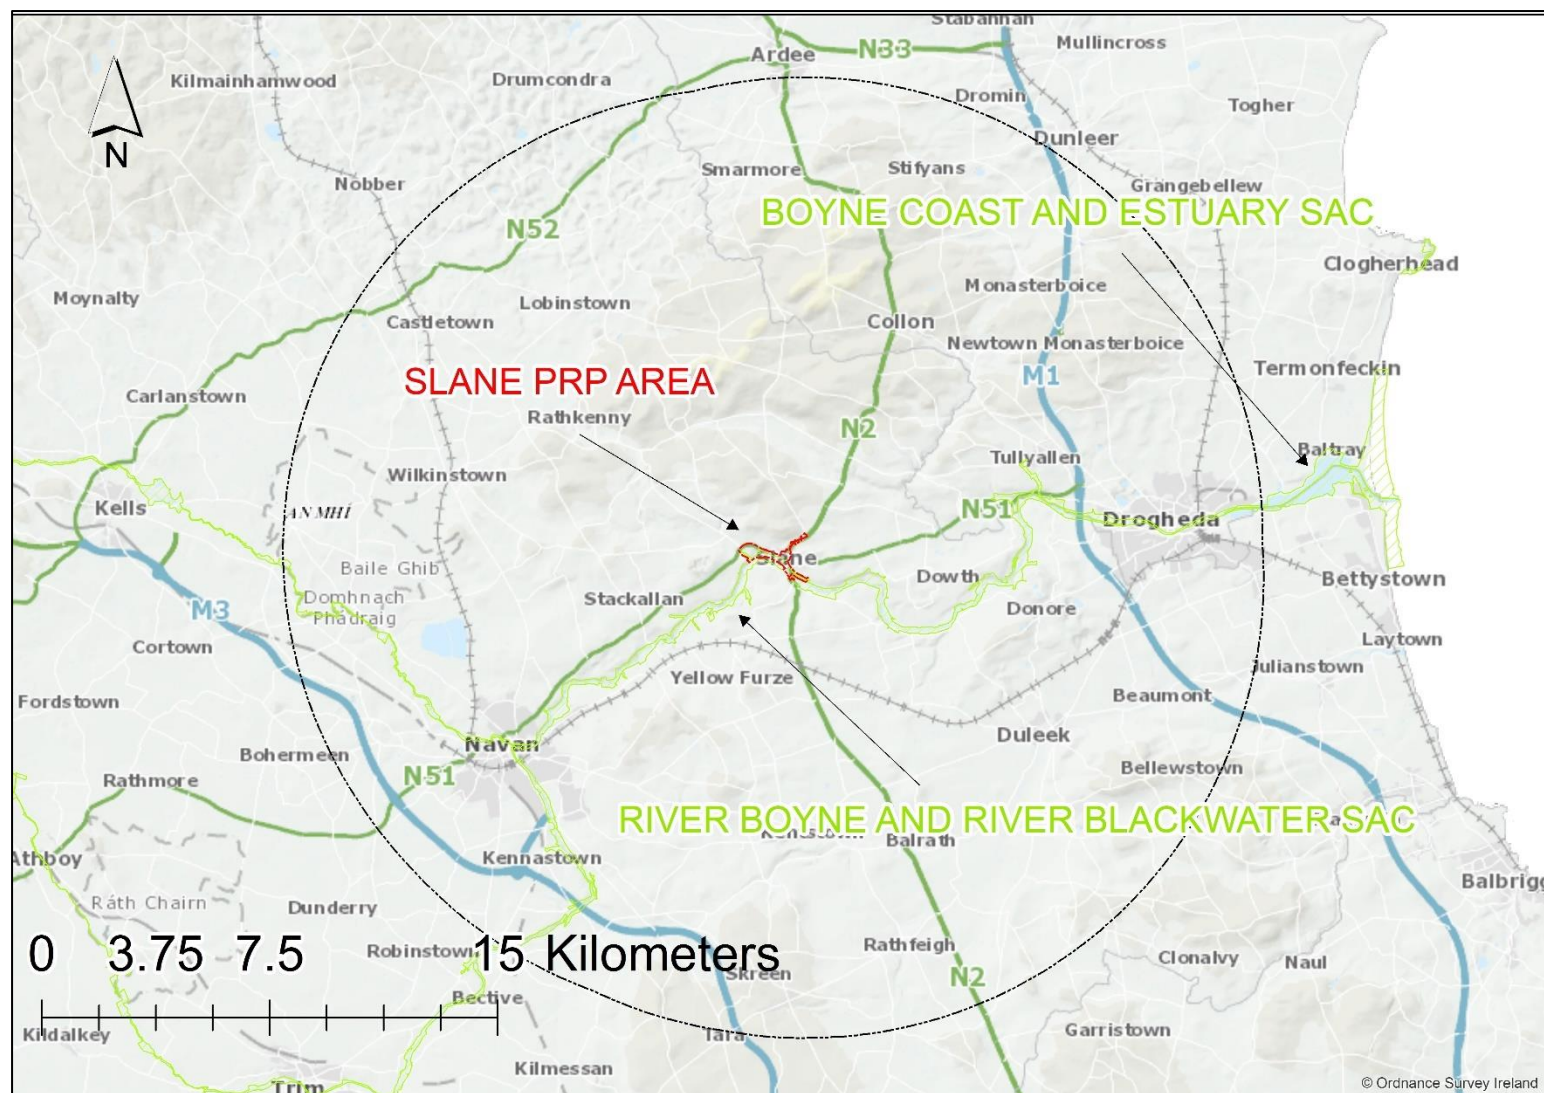 Stabannan
Ardee
N33
Mullincross
Kilmainhamwood
Drumcondra
Dromin
Togher
N
Dunleer
Smarmore
Stifyans
Nobber
Grangebellew
BOYNE COAST AND ESTUARY SAC
N52
Clogherhead
Moynalty
Lobinstown
Monasterboice
Castletown
Collon
Newtown Monasterboice
Termonfeckin
SLANE PRP AREA
M1
Carlanstown
Rathkenny
N2
Baltray
Tullyallen
Wilkinstown
Kells
AN MHÍ
N51
Drogheda
Slane
Baile Ghib
Dowth
Bettystown
Stackallan
Domhnach
Phádraig
M3
Donore
Cortown
Laytown
Julianstown
Yellow Furze
Beaumont
Fordstown
Duleek
Navan
Bohermeen
Bellewstown
N51
Rathmore
RIVER BOYNE AND RIVER BLACKWATER SAC
Balrath
Athboy
Kennastown
Balbrigg
Ráth Chairn
Dunderry
Rathfeigh
Robinstown
0 3.75 7.5 15 Kilometers
Clonalvy
Naul
Skreen
N2
Bective
Kildalkey
Tara
Garristown
Kilmessan
Trim
© Ordnance Survey Ireland